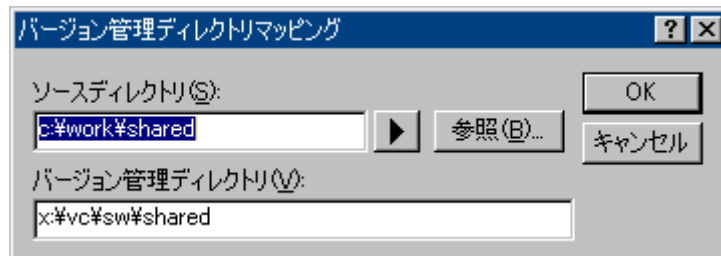 バージョン管理ディレクトリマッピング
ソースディレクトリ(S):
c:¥work¥shared
参照(B)...
OK
キャンセル
バージョン管理ディレクトリ(V):
x:¥vc¥sw¥shared